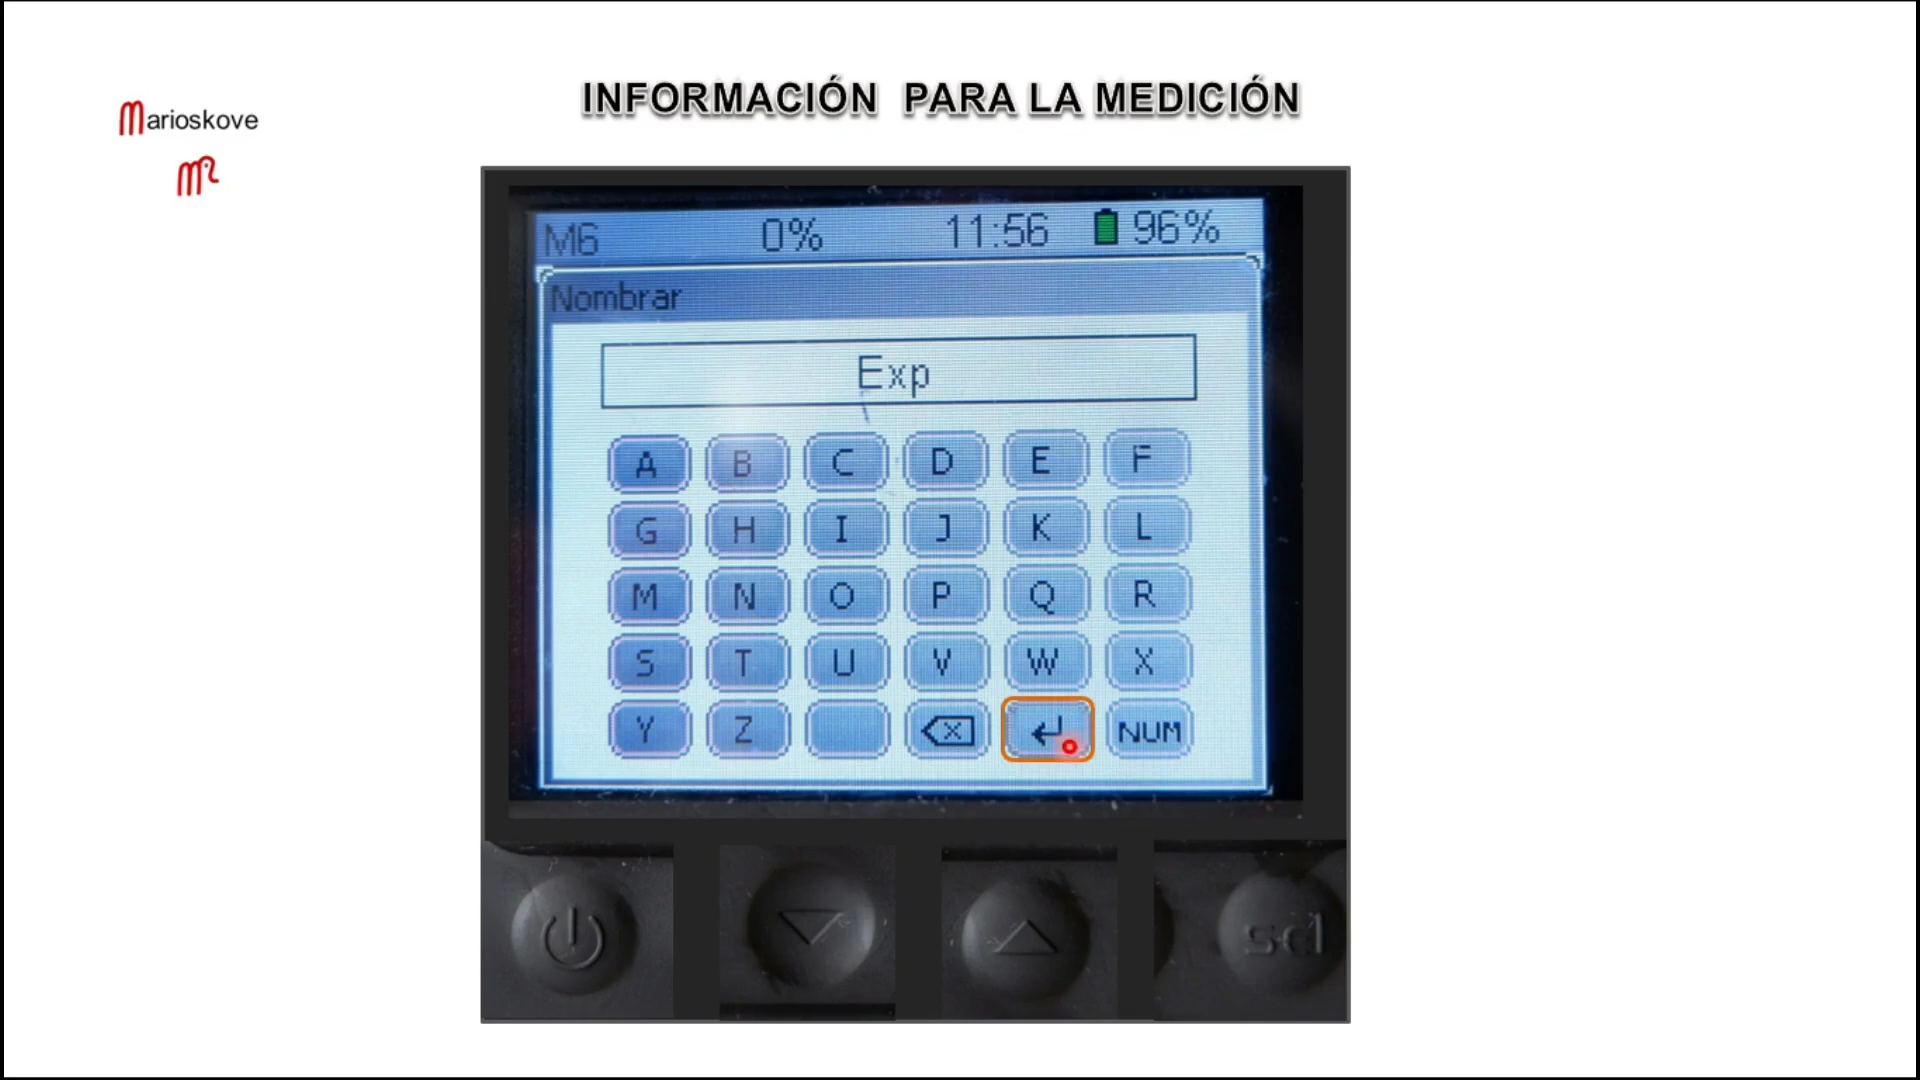 INFORMACIÓN PARA LA MEDICIÓN
Marioskove
M6 0% 11:56 96%
Nombrar
Exp
A B C D E F
G H I J K L
M N O P Q R
S T U V W X
Y Z NUM
scl